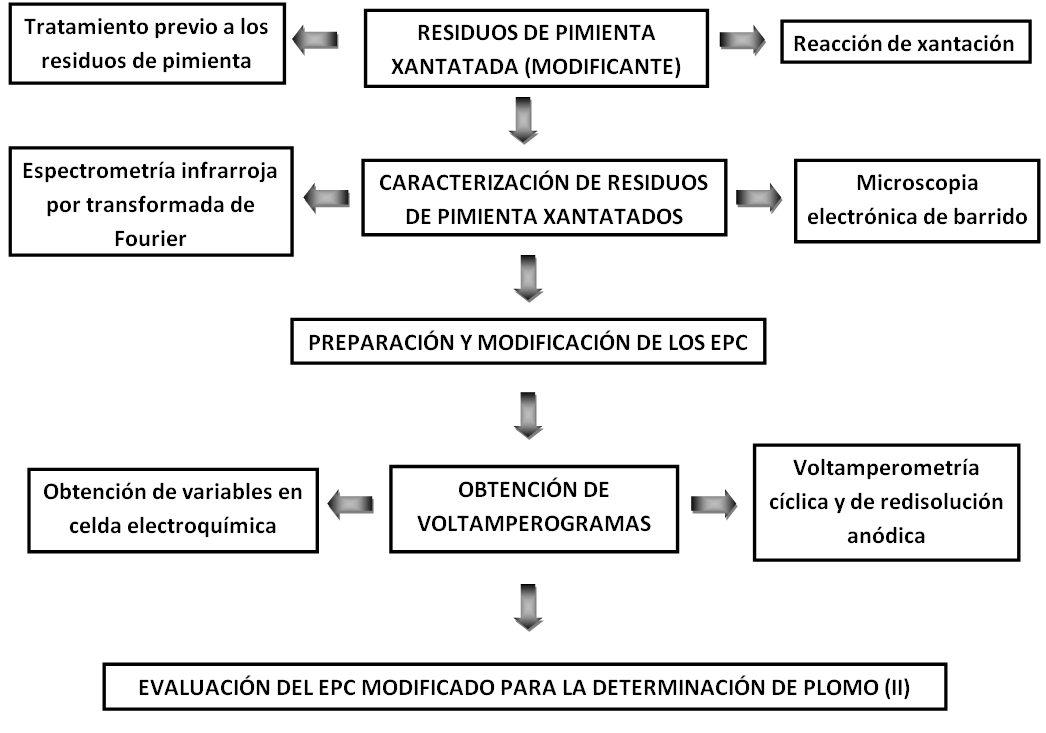 Tratamiento previo a los
residuos de pimienta
RESIDUOS DE PIMIENTA
XANTATADA (MODIFICANTE)
Reacción de xantación
Espectrometría infrarroja
por transformada de
Fourier
CARACTERIZACIÓN DE RESIDUOS
DE PIMIENTA XANTATADOS
Microscopia
electrónica de barrido
PREPARACIÓN Y MODIFICACIÓN DE LOS EPC
Obtención de variables en
celda electroquímica
OBTENCIÓN DE
VOLTAMPEROGRAMAS
Voltamperometría
cíclica y de redisolución
anódica
EVALUACIÓN DEL EPC MODIFICADO PARA LA DETERMINACIÓN DE PLOMO (II)